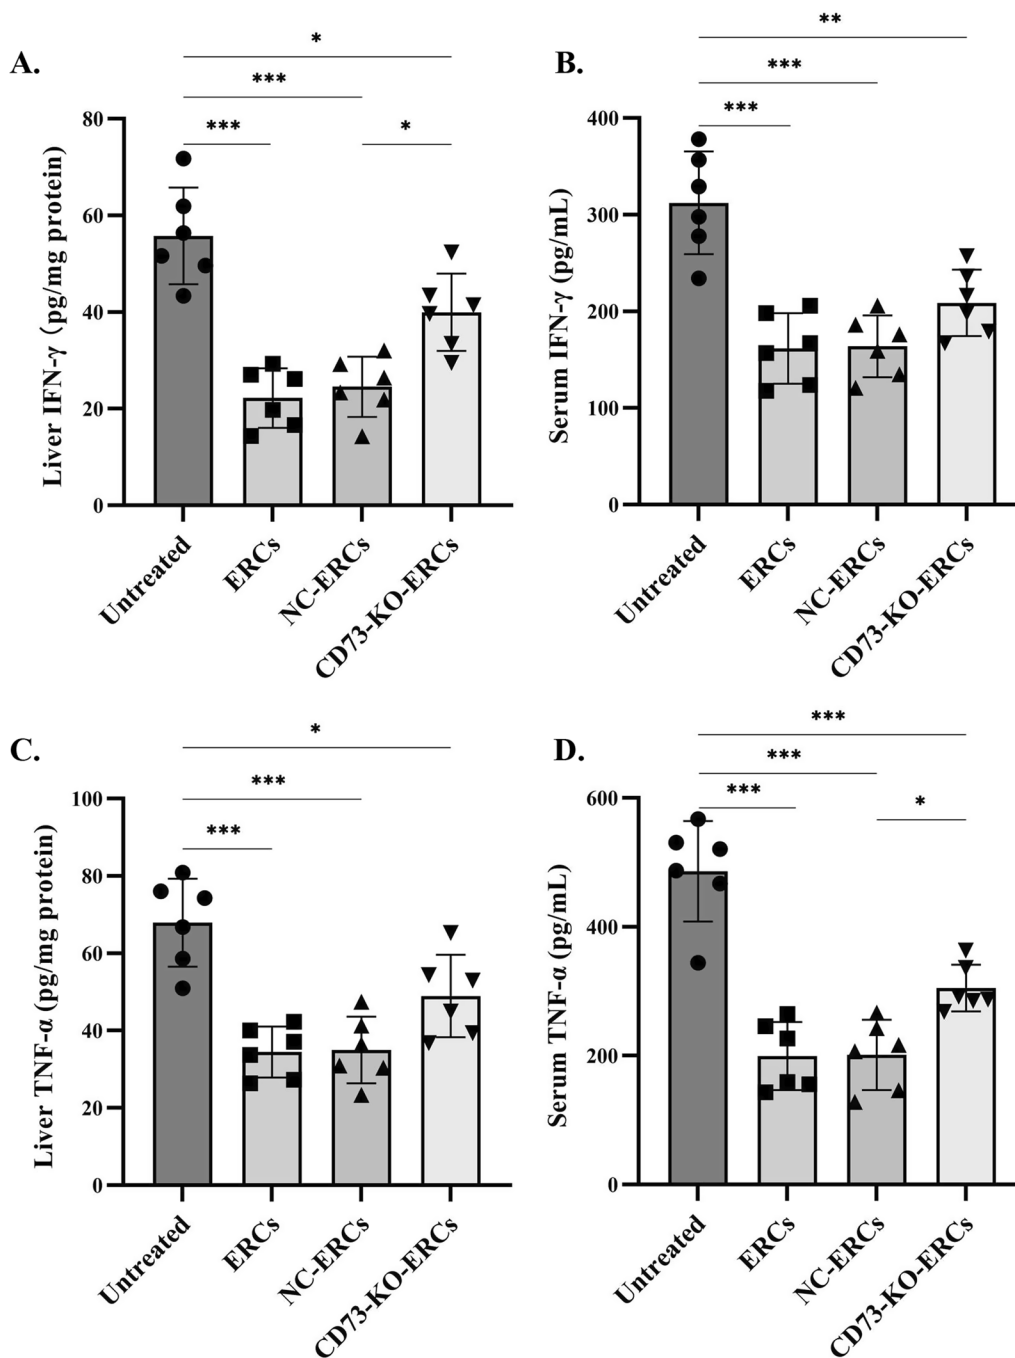 A.
*
***
***
*
Liver IFN-γ (pg/mg protein)
80
60
40
20
0
Untreated
ERCs
NC-ERCs
CD73-KO-ERCs
B.
**
***
***
Serum IFN-γ (pg/mL)
400
300
200
100
0
Untreated
ERCs
NC-ERCs
CD73-KO-ERCs
C.
*
***
***
Liver TNF-α (pg/mg protein)
100
80
60
40
20
0
Untreated
ERCs
NC-ERCs
CD73-KO-ERCs
D.
***
***
***
*
Serum TNF-α (pg/mL)
600
400
200
0
Untreated
ERCs
NC-ERCs
CD73-KO-ERCs